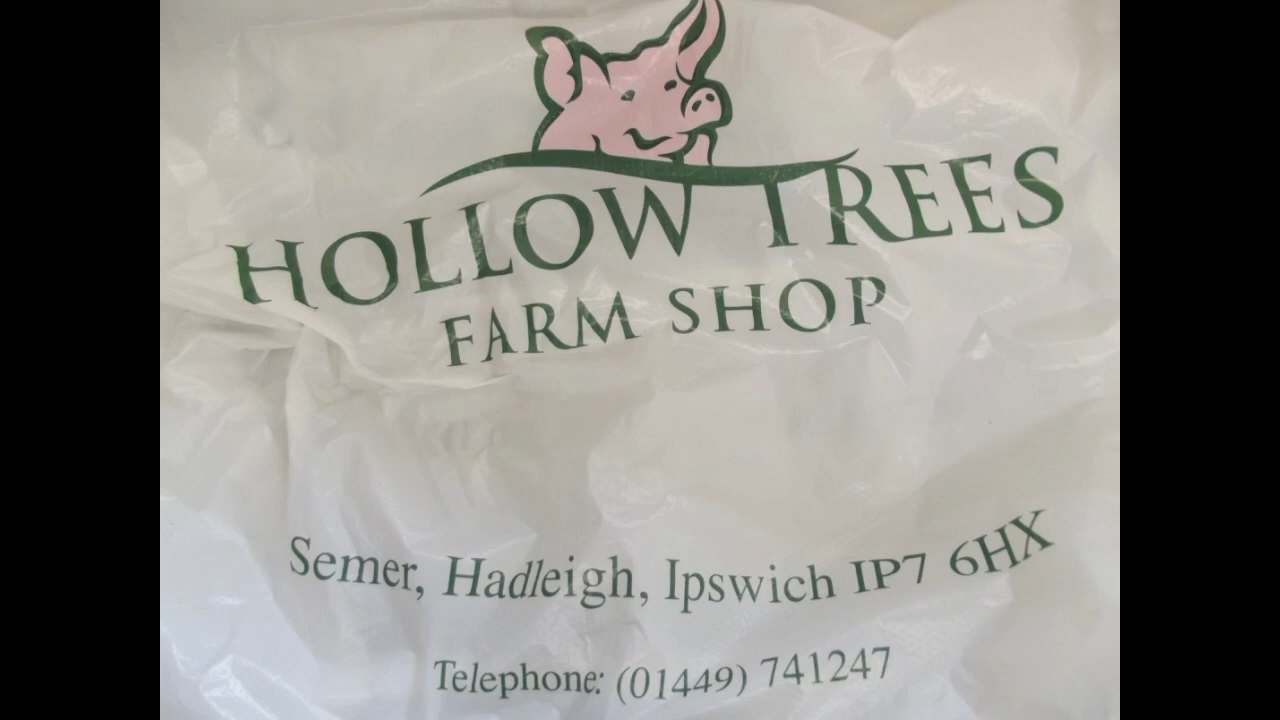 HOLLOW TREES
FARM SHOP
Semer, Hadleigh, Ipswich IP7 6HX
Telephone: (01449) 741247